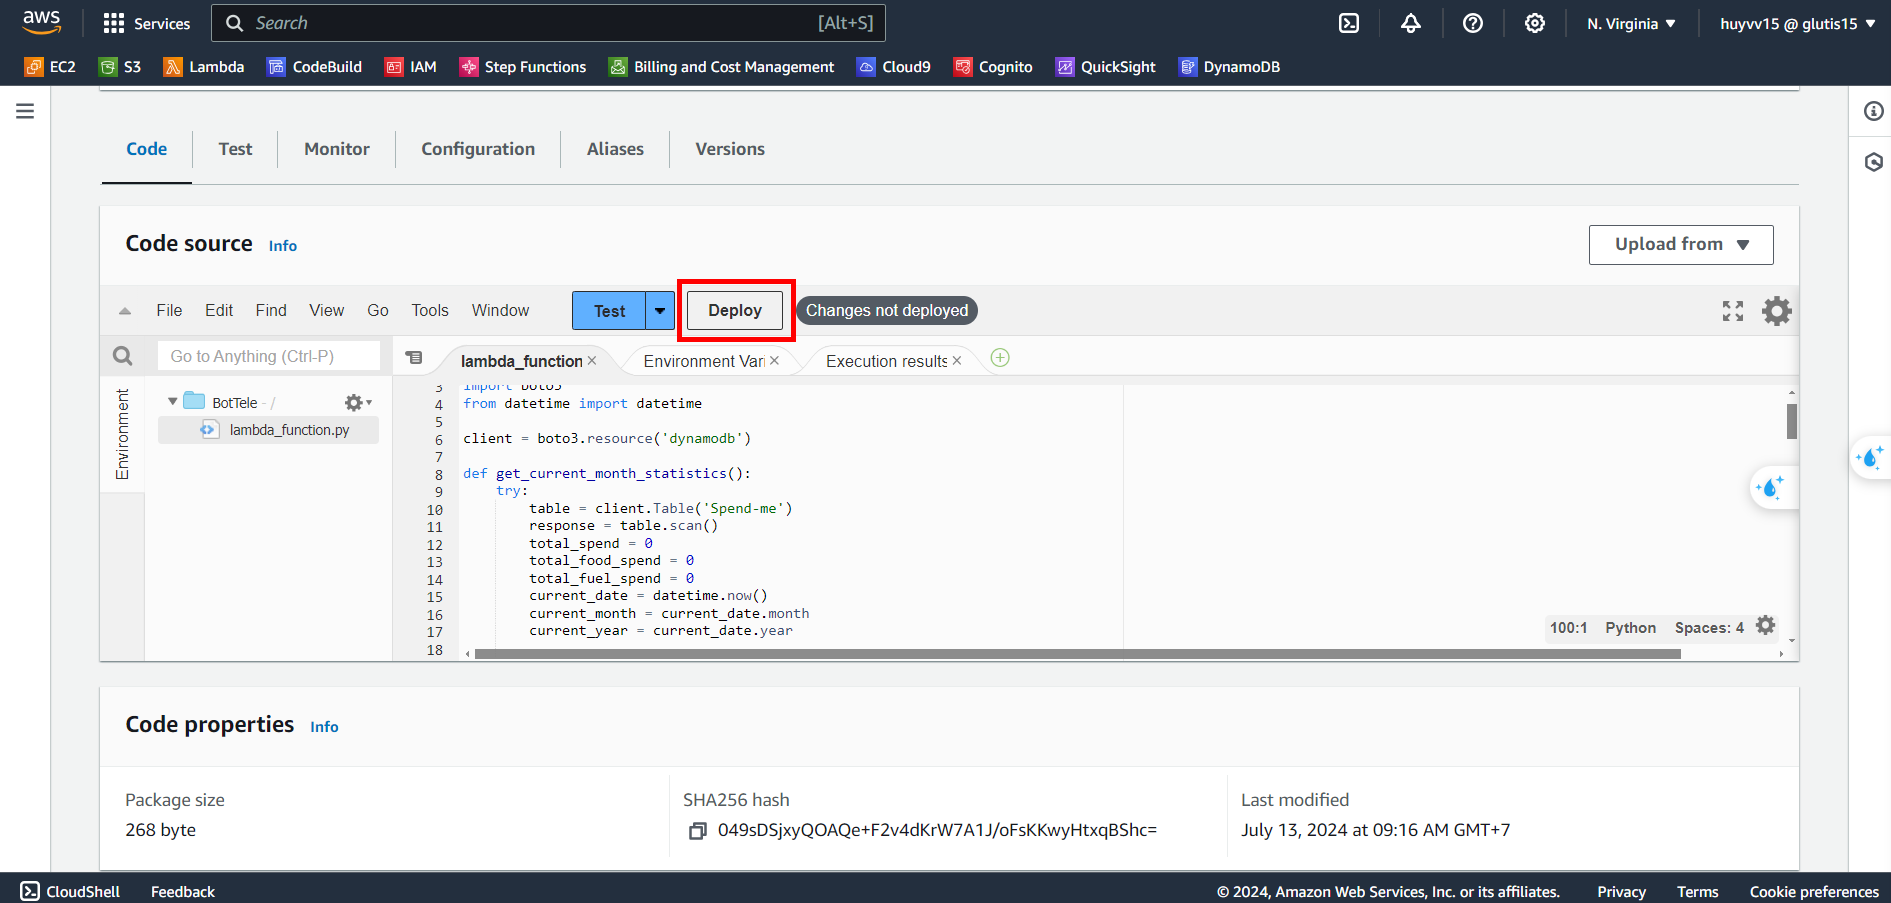 aws Services Search [Alt+S] N. Virginia ▼ huyvv15 @ glutis15 ▼
EC2 S3 Lambda CodeBuild IAM Step Functions Billing and Cost Management Cloud9 Cognito QuickSight DynamoDB
Code Test Monitor Configuration Aliases Versions
Code source Info Upload from ▼
File Edit Find View Go Tools Window Test Deploy Changes not deployed
Go to Anything (Ctrl-P) lambda_function × Environment Vari × Execution results ×
Environment
BotTele - /
lambda_function.py
3 import boto3
4 from datetime import datetime
5
6 client = boto3.resource('dynamodb')
7
8 def get_current_month_statistics():
9 try:
10 table = client.Table('Spend-me')
11 response = table.scan()
12 total_spend = 0
13 total_food_spend = 0
14 total_fuel_spend = 0
15 current_date = datetime.now()
16 current_month = current_date.month
17 current_year = current_date.year
18
100:1 Python Spaces: 4
Code properties Info
Package size
268 byte
SHA256 hash
049sDSjxyQOAQe+F2v4dKrW7A1J/oFsKKwyHtxqBShc=
Last modified
July 13, 2024 at 09:16 AM GMT+7
CloudShell Feedback © 2024, Amazon Web Services, Inc. or its affiliates. Privacy Terms Cookie preferences